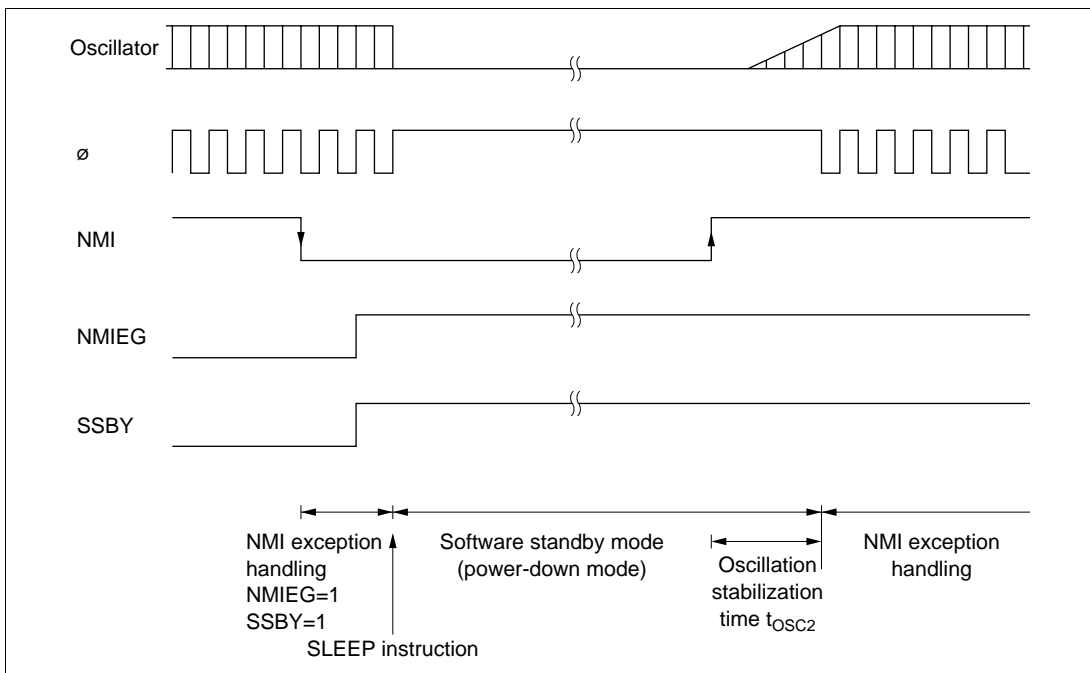 Oscillator
ø
NMI
NMIEG
SSBY
NMI exception
handling
NMIEG=1
SSBY=1
SLEEP instruction
Software standby mode
(power-down mode)
Oscillation
stabilization
time tOSC2
NMI exception
handling